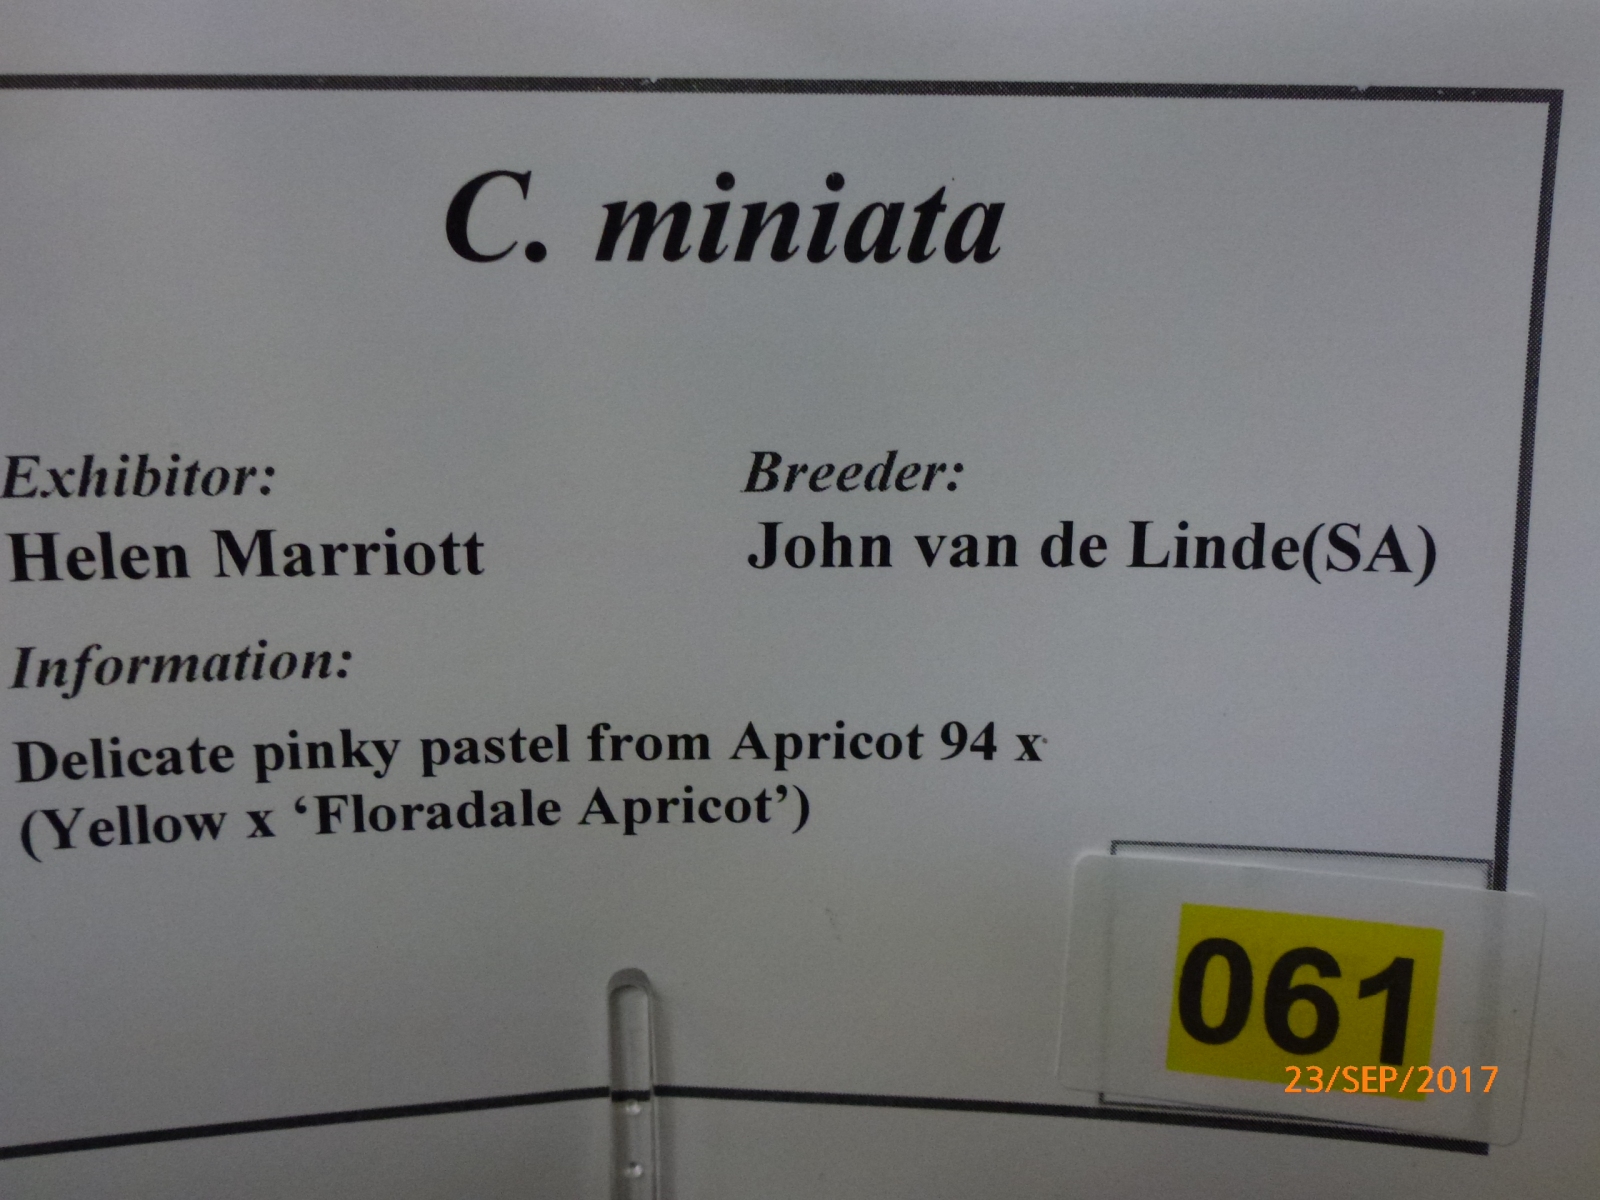 C. miniata
Exhibitor:
Helen Marriott
Breeder:
John van de Linde(SA)
Information:
Delicate pinky pastel from Apricot 94 x
(Yellow x ‘Floradale Apricot’)
061
23/SEP/2017